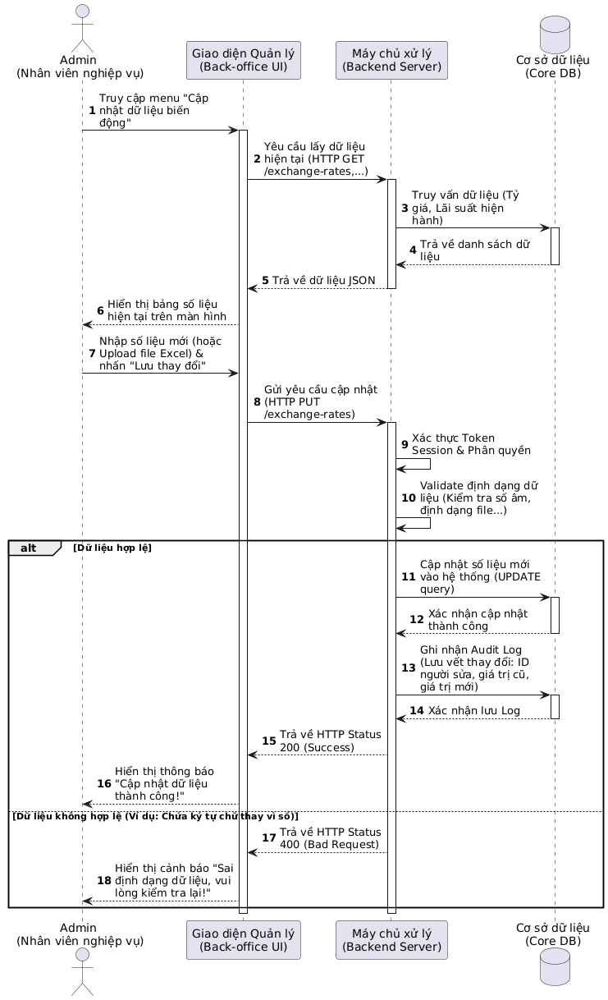 Admin
(Nhân viên nghiệp vụ)
Giao diện Quản lý
(Back-office UI)
Máy chủ xử lý
(Backend Server)
Cơ sở dữ liệu
(Core DB)
1 Truy cập menu "Cập
nhật dữ liệu biến
động"
2 Yêu cầu lấy dữ liệu
hiện tại (HTTP GET
/exchange-rates,...)
3 Truy vấn dữ liệu (Tỷ
giá, Lãi suất hiện
hành)
4 Trả về danh sách dữ
liệu
5 Trả về dữ liệu JSON
6 Hiển thị bảng số liệu
hiện tại trên màn hình
7 Nhập số liệu mới (hoặc
Upload file Excel) &
nhấn "Lưu thay đổi"
8 Gửi yêu cầu cập nhật
(HTTP PUT
/exchange-rates)
9 Xác thực Token
Session & Phân quyền
10 Validate định dạng dữ
liệu (Kiểm tra số âm,
định dạng file...)
alt [Dữ liệu hợp lệ]
11 Cập nhật số liệu mới
vào hệ thống (UPDATE
query)
12 Xác nhận cập nhật
thành công
13 Ghi nhận Audit Log
(Lưu vết thay đổi: ID
người sửa, giá trị cũ,
giá trị mới)
14 Xác nhận lưu Log
15 Trả về HTTP Status
200 (Success)
16 Hiển thị thông báo
"Cập nhật dữ liệu
thành công!"
[Dữ liệu không hợp lệ (Ví dụ: Chứa ký tự chữ thay vì số)]
17 Trả về HTTP Status
400 (Bad Request)
18 Hiển thị cảnh báo "Sai
định dạng dữ liệu, vui
lòng kiểm tra lại!"
Admin
(Nhân viên nghiệp vụ)
Giao diện Quản lý
(Back-office UI)
Máy chủ xử lý
(Backend Server)
Cơ sở dữ liệu
(Core DB)